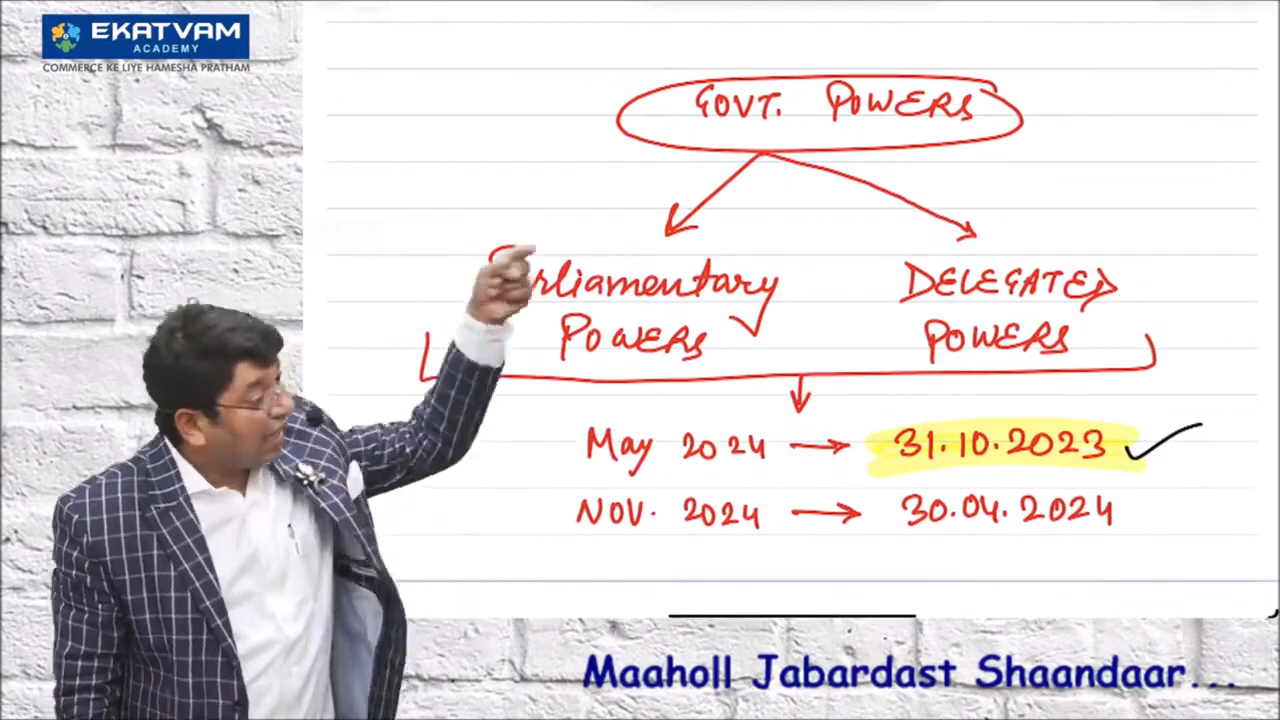 EKATVAM
ACADEMY
COMMERCE KE LIYE HAMESHA PRATHAM
GOVT. POWERS
rliamentary DELEGATED
POWERS POWERS
May 2024 → 31.10.2023 ✓
NOV. 2024 → 30.04.2024
Maaholl Jabardast Shaandaar...